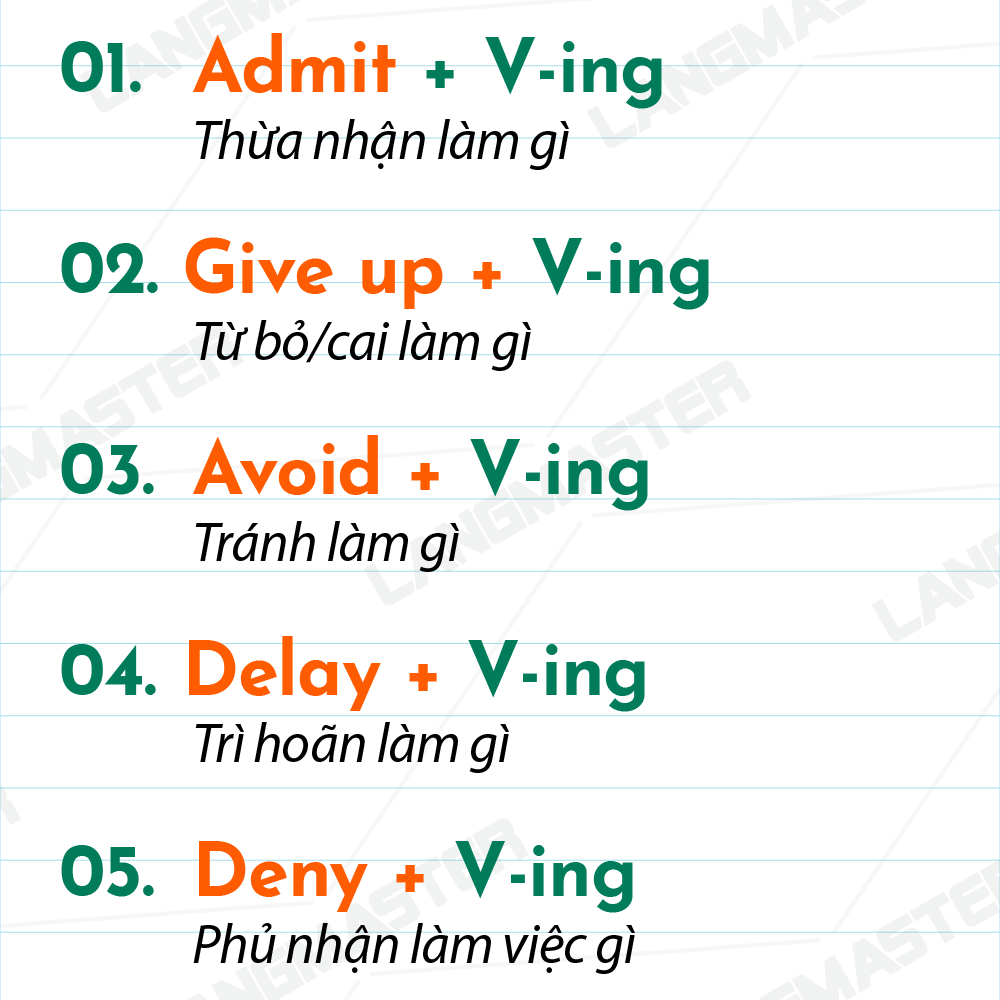 01. Admit + V-ing
Thừa nhận làm gì
02. Give up + V-ing
Từ bỏ/cai làm gì
03. Avoid + V-ing
Tránh làm gì
04. Delay + V-ing
Trì hoãn làm gì
05. Deny + V-ing
Phủ nhận làm việc gì
LANGMASTER
LANGMASTER
LANGMASTER
LANGMASTER
LANGMASTER
LANGMASTER
LANGMASTER